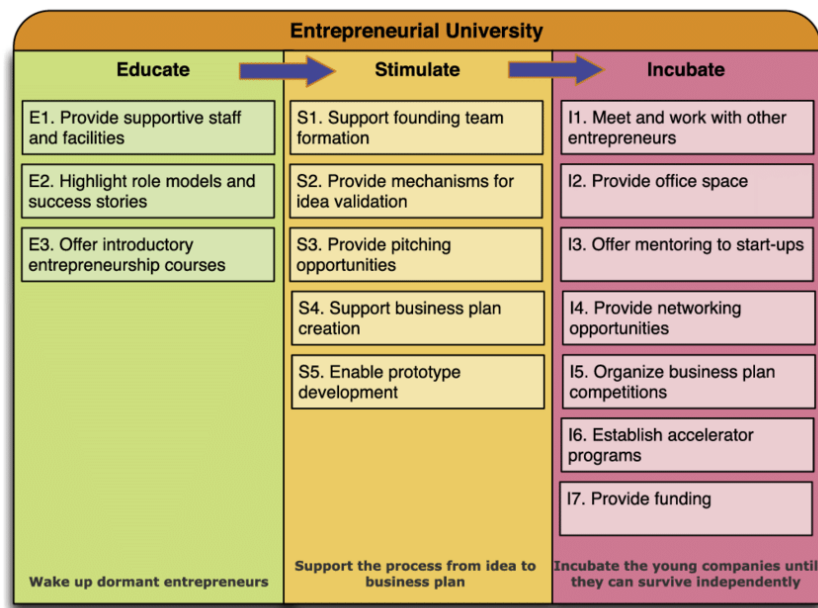 Entrepreneurial University
Educate
Stimulate
Incubate
E1. Provide supportive staff
and facilities
E2. Highlight role models and
success stories
E3. Offer introductory
entrepreneurship courses
Wake up dormant entrepreneurs
S1. Support founding team
formation
S2. Provide mechanisms for
idea validation
S3. Provide pitching
opportunities
S4. Support business plan
creation
S5. Enable prototype
development
Support the process from idea to
business plan
I1. Meet and work with other
entrepreneurs
I2. Provide office space
I3. Offer mentoring to start-ups
I4. Provide networking
opportunities
I5. Organize business plan
competitions
I6. Establish accelerator
programs
I7. Provide funding
Incubate the young companies until
they can survive independently